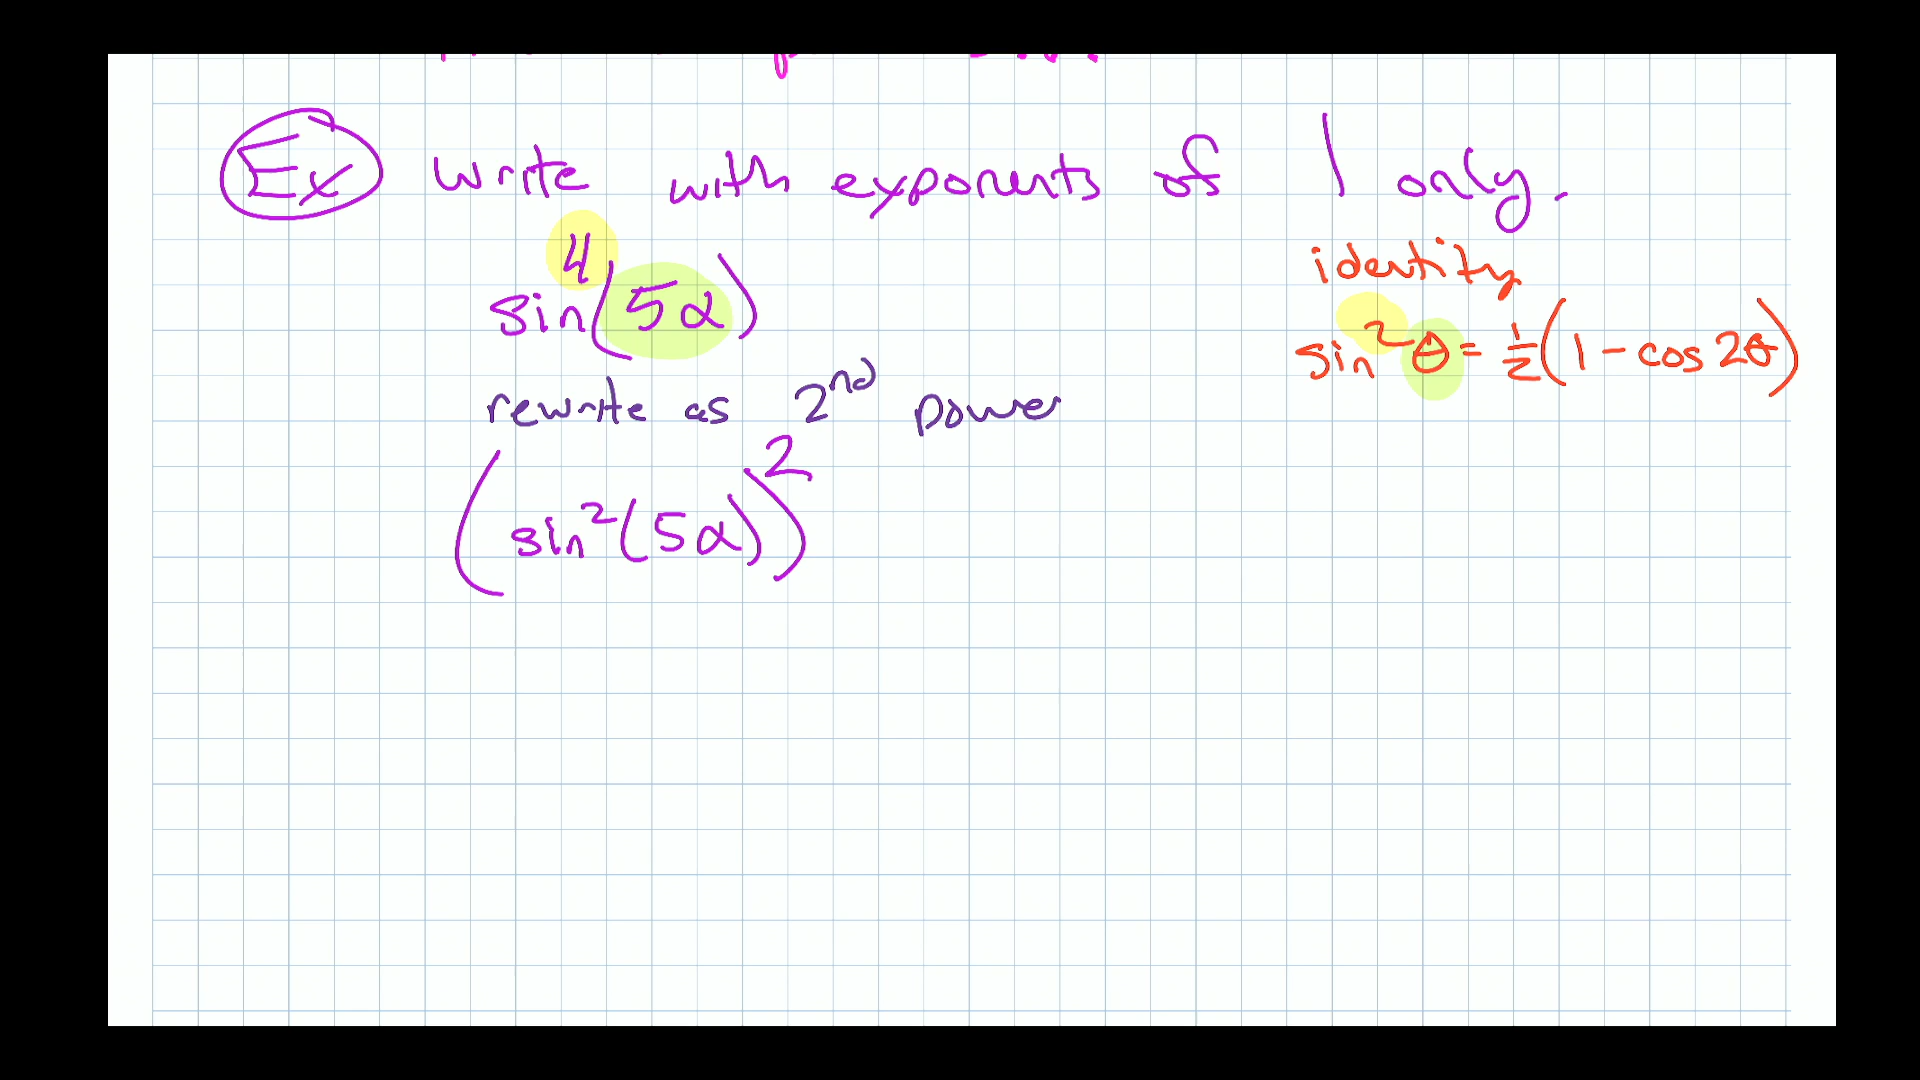 Ex write with exponents of 1 only.
sin⁴(5α)
identity
sin²θ = ½(1 - cos 2θ)
rewrite as 2nd power
(sin²(5α))²